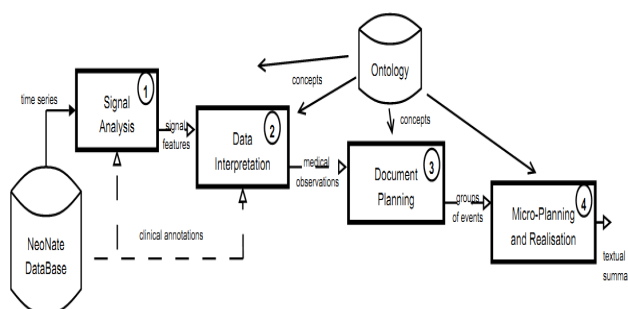 Ontology
concepts
concepts
time series
1
Signal
Analysis
signal
features
2
Data
Interpretation
medical
observations
3
Document
Planning
groups
of events
4
Micro-Planning
and Realisation
textual
summa
clinical annotations
NeoNate
DataBase